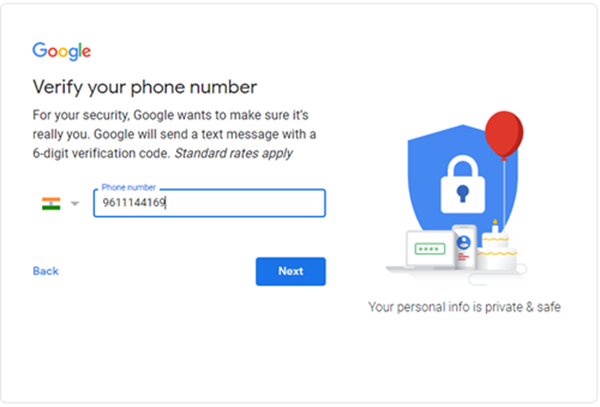 Google
Verify your phone number
For your security, Google wants to make sure it's
really you. Google will send a text message with a
6-digit verification code. Standard rates apply
Phone number
9611144169
Back
Next
****
Your personal info is private & safe